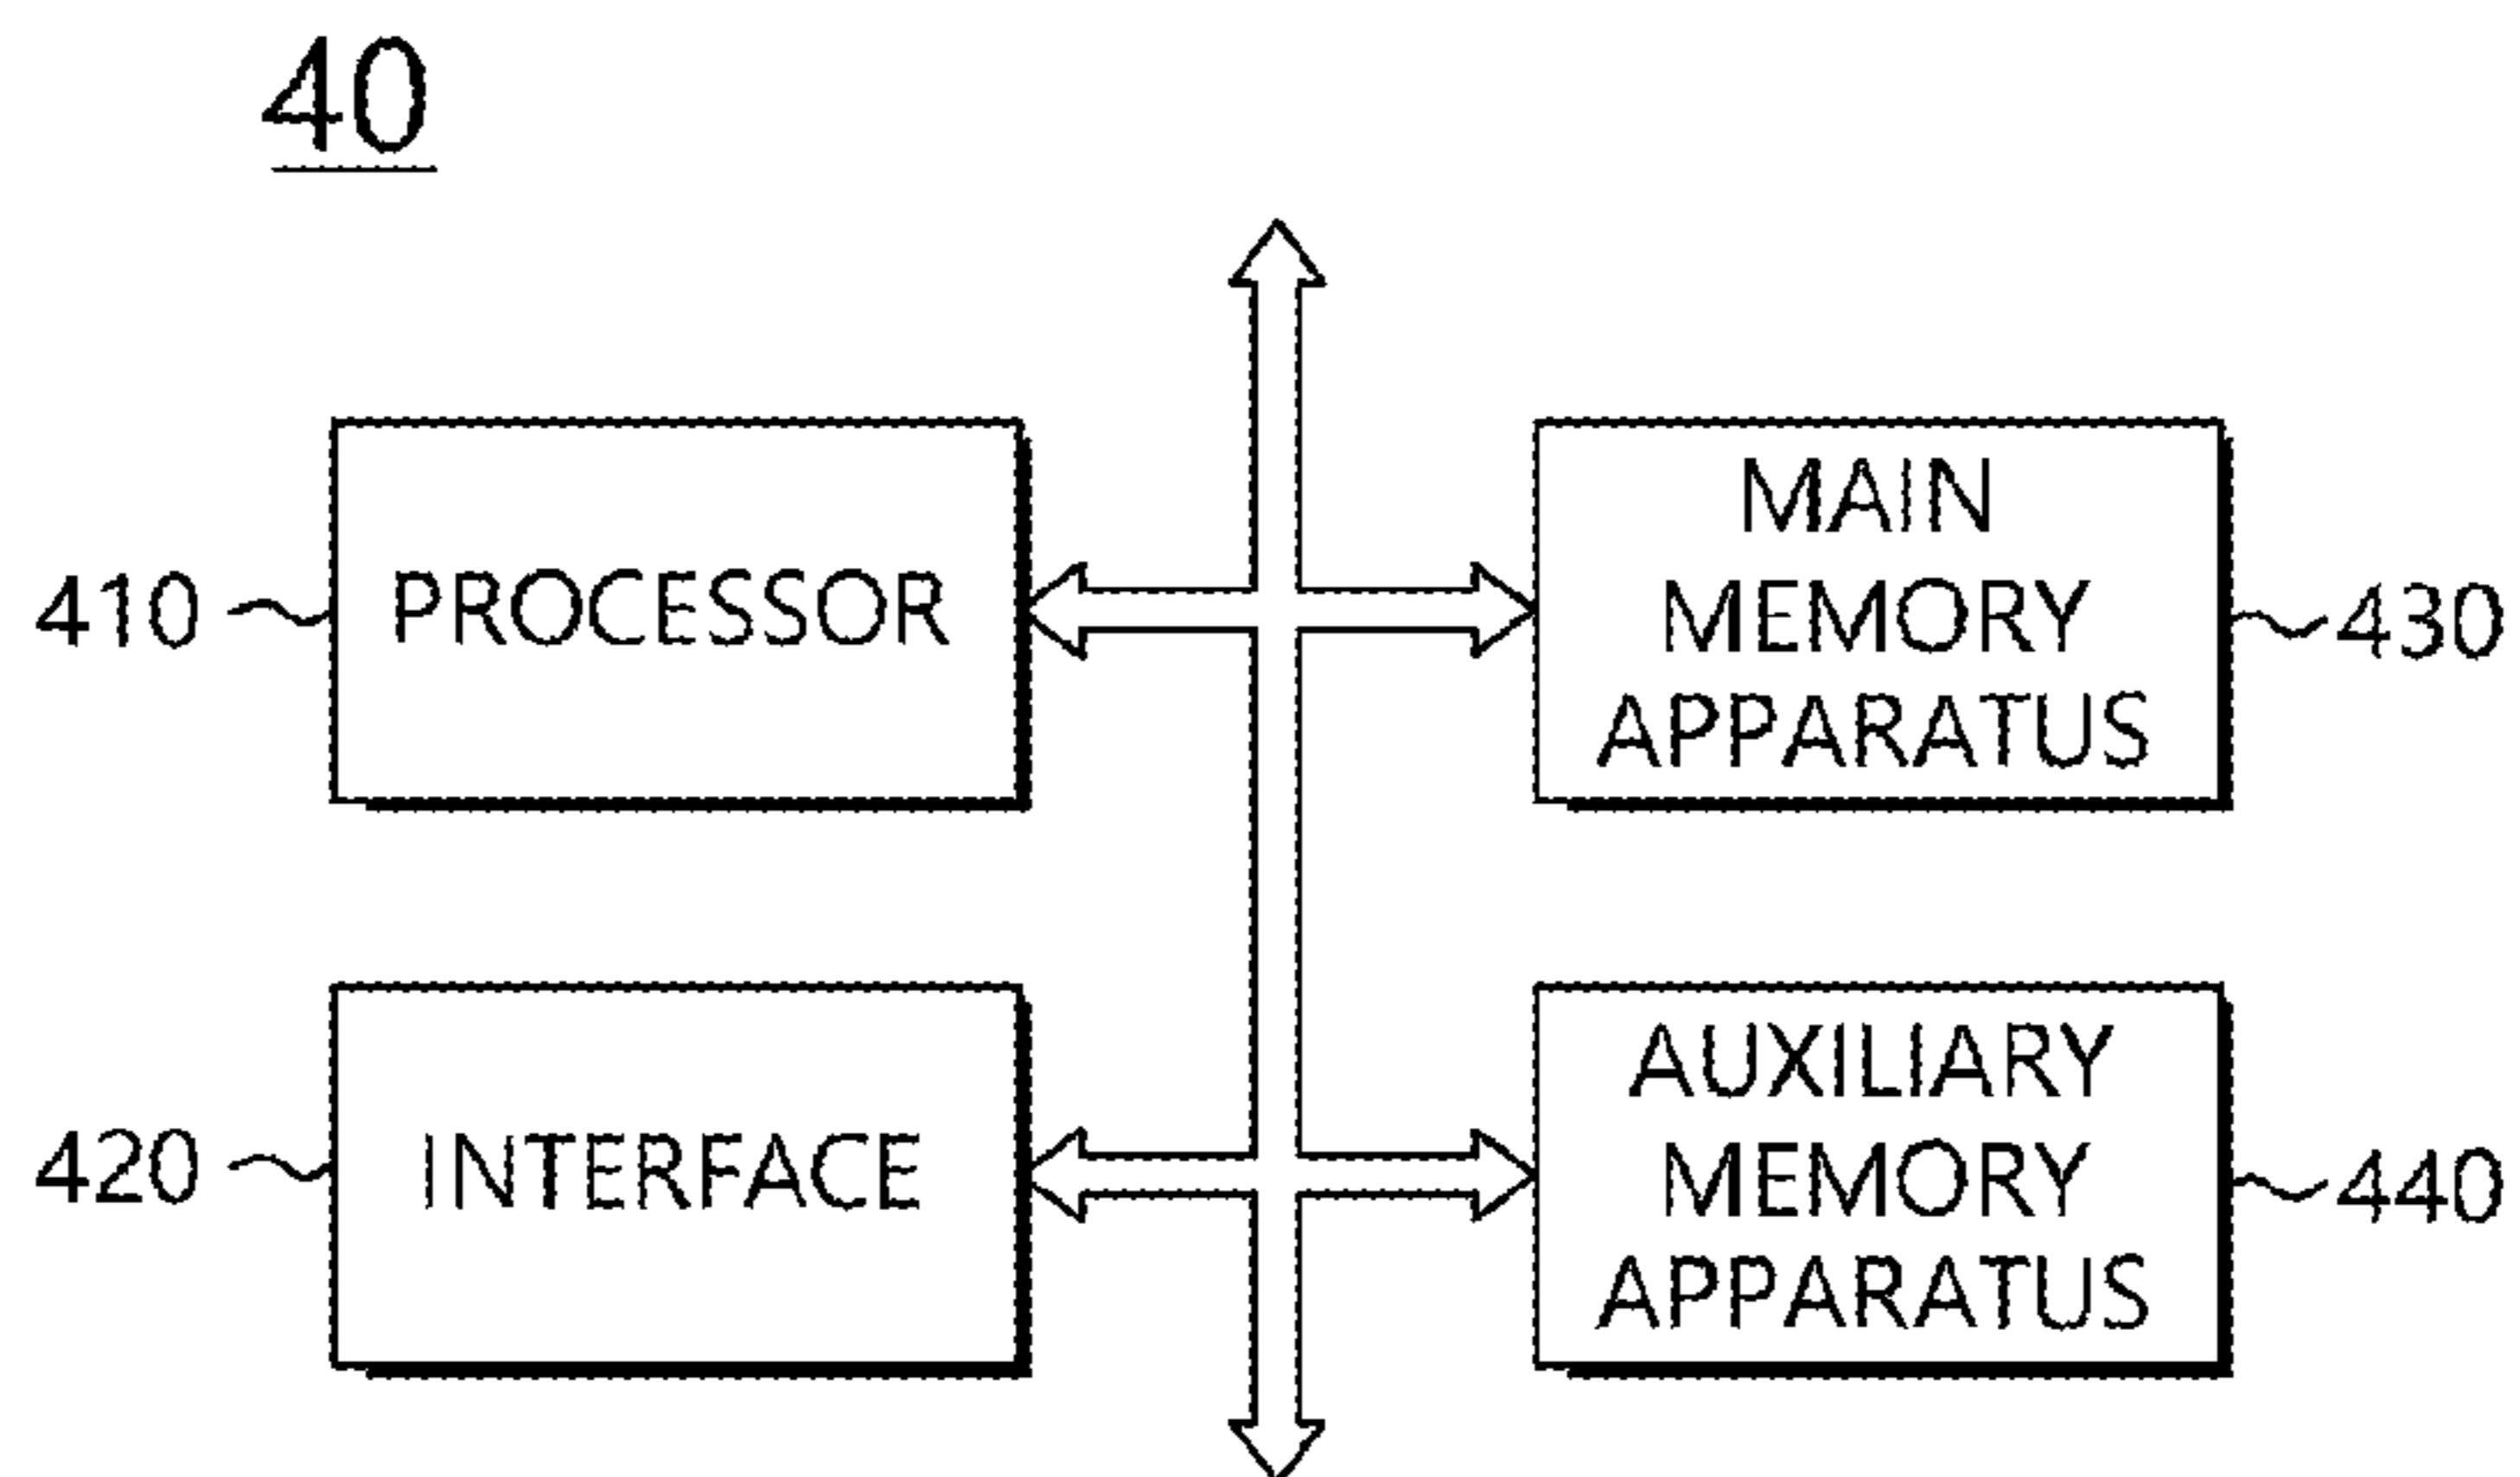 40
410
PROCESSOR
MAIN
MEMORY
APPARATUS
430
420
INTERFACE
AUXILIARY
MEMORY
APPARATUS
440